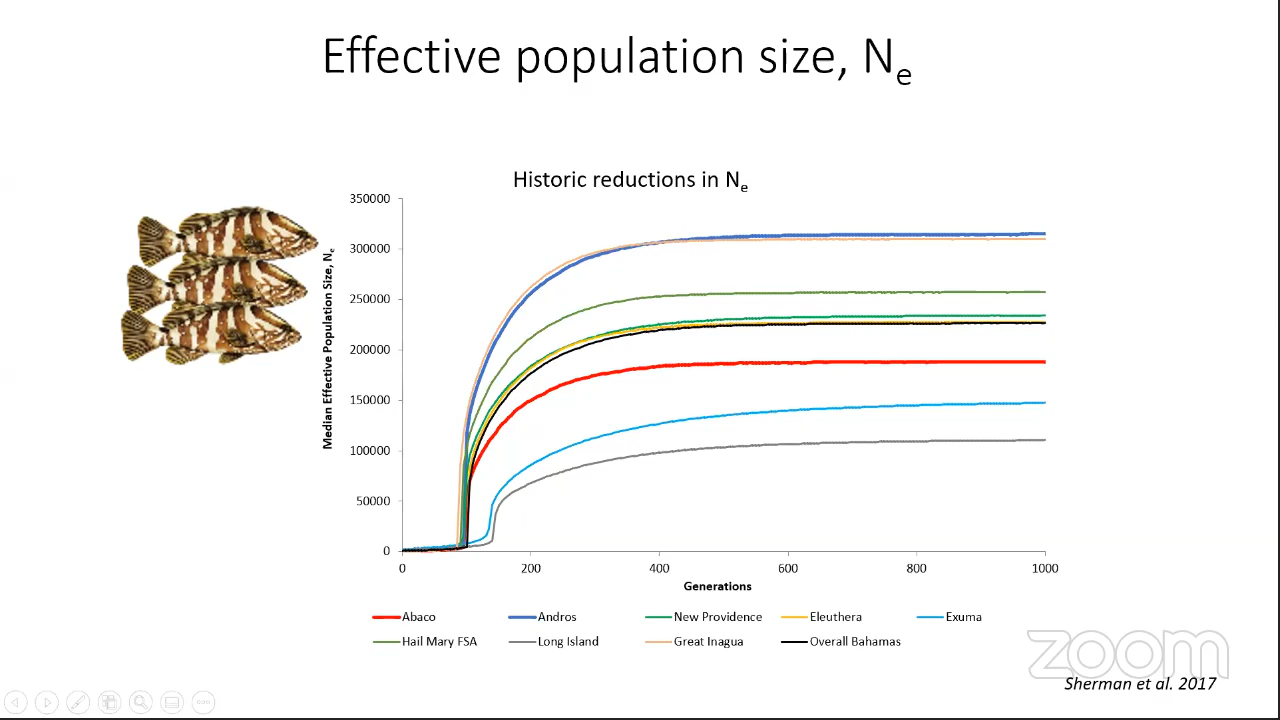 Effective population size, Ne
Historic reductions in Ne
Median Effective Population Size, Ne
350000
300000
250000
200000
150000
100000
50000
0
0 200 400 600 800 1000
Generations
Abaco Andros New Providence Eleuthera Exuma
Hail Mary FSA Long Island Great Inagua Overall Bahamas
zoom
Sherman et al. 2017